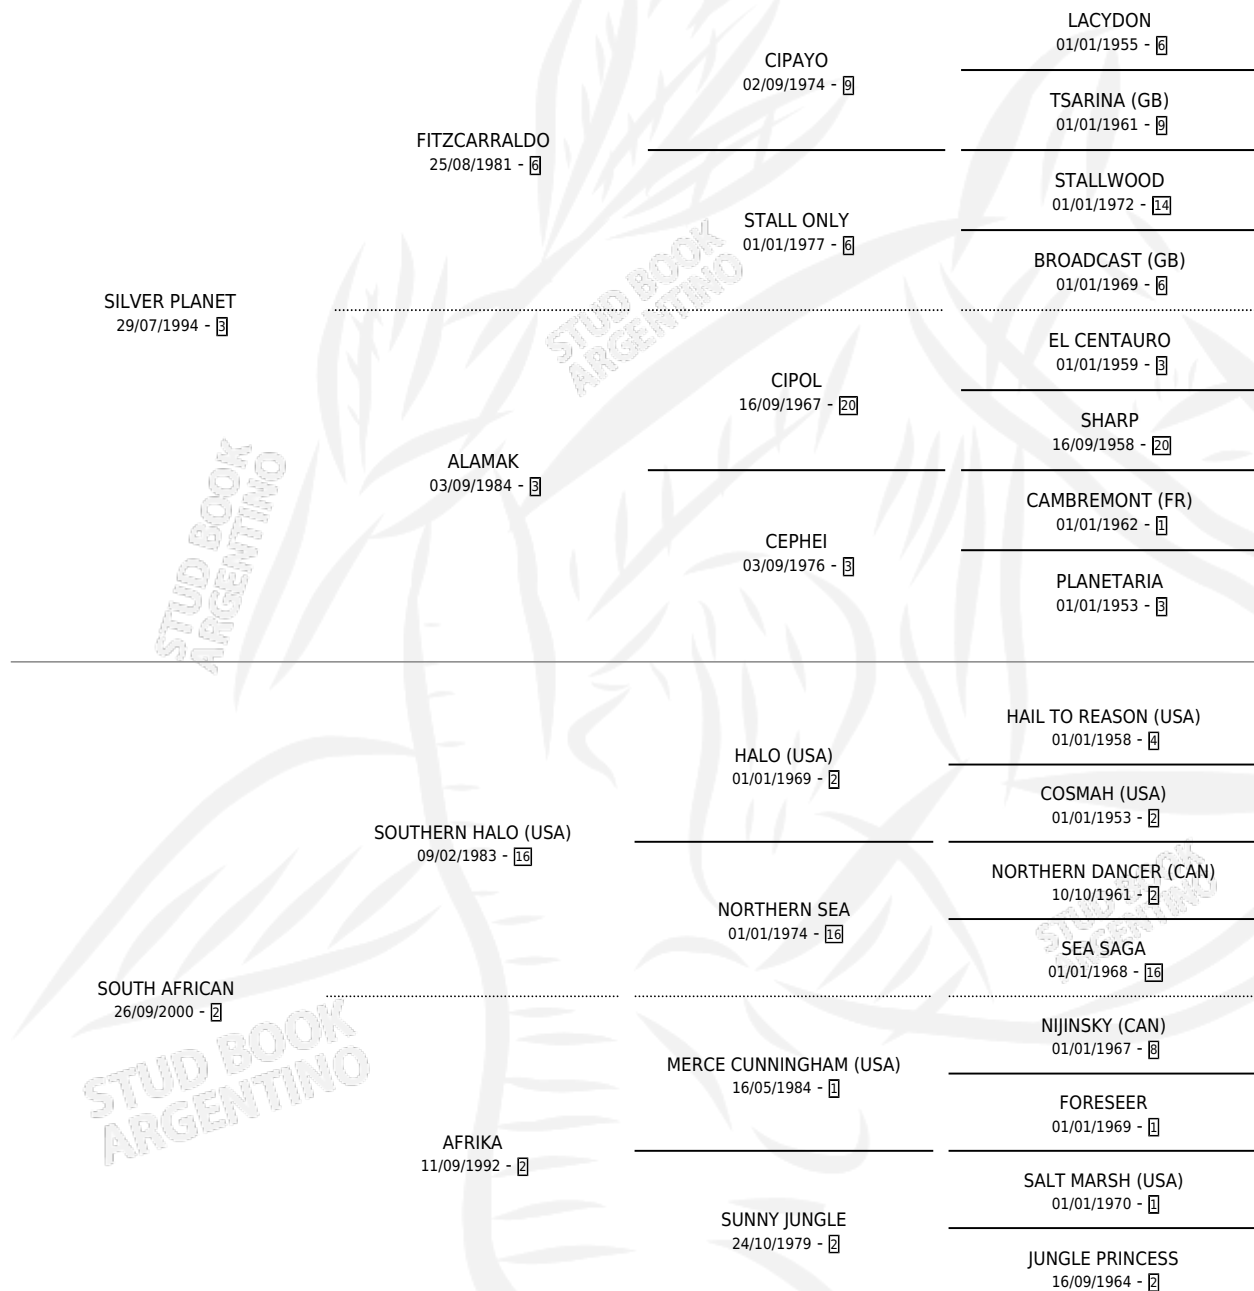 LACYDON
01/01/1955 - 6
CIPAYO
02/09/1974 - 9
TSARINA (GB)
01/01/1961 - 9
FITZCARRALDO
25/08/1981 - 6
STALLWOOD
01/01/1972 - 14
STALL ONLY
01/01/1977 - 6
BROADCAST (GB)
01/01/1969 - 6
SILVER PLANET
29/07/1994 - 3
STUD BOOK
ARGENTINO
EL CENTAURO
01/01/1959 - 3
CIPOL
16/09/1967 - 20
SHARP
16/09/1958 - 20
ALAMAK
03/09/1984 - 3
CAMBREMONT (FR)
01/01/1962 - 1
CEPHEI
03/09/1976 - 3
PLANETARIA
01/01/1953 - 3
STUD BOOK
ARGENTINO
HAIL TO REASON (USA)
01/01/1958 - 4
HALO (USA)
01/01/1969 - 2
COSMAH (USA)
01/01/1953 - 2
SOUTHERN HALO (USA)
09/02/1983 - 16
NORTHERN DANCER (CAN)
10/10/1961 - 2
NORTHERN SEA
01/01/1974 - 16
SEA SAGA
01/01/1968 - 16
STUD BOOK
ARGENTINO
SOUTH AFRICAN
26/09/2000 - 2
NIJINSKY (CAN)
01/01/1967 - 8
MERCE CUNNINGHAM (USA)
16/05/1984 - 1
FORESEER
01/01/1969 - 1
STUD BOOK
ARGENTINO
AFRIKA
11/09/1992 - 2
SALT MARSH (USA)
01/01/1970 - 1
SUNNY JUNGLE
24/10/1979 - 2
JUNGLE PRINCESS
16/09/1964 - 2